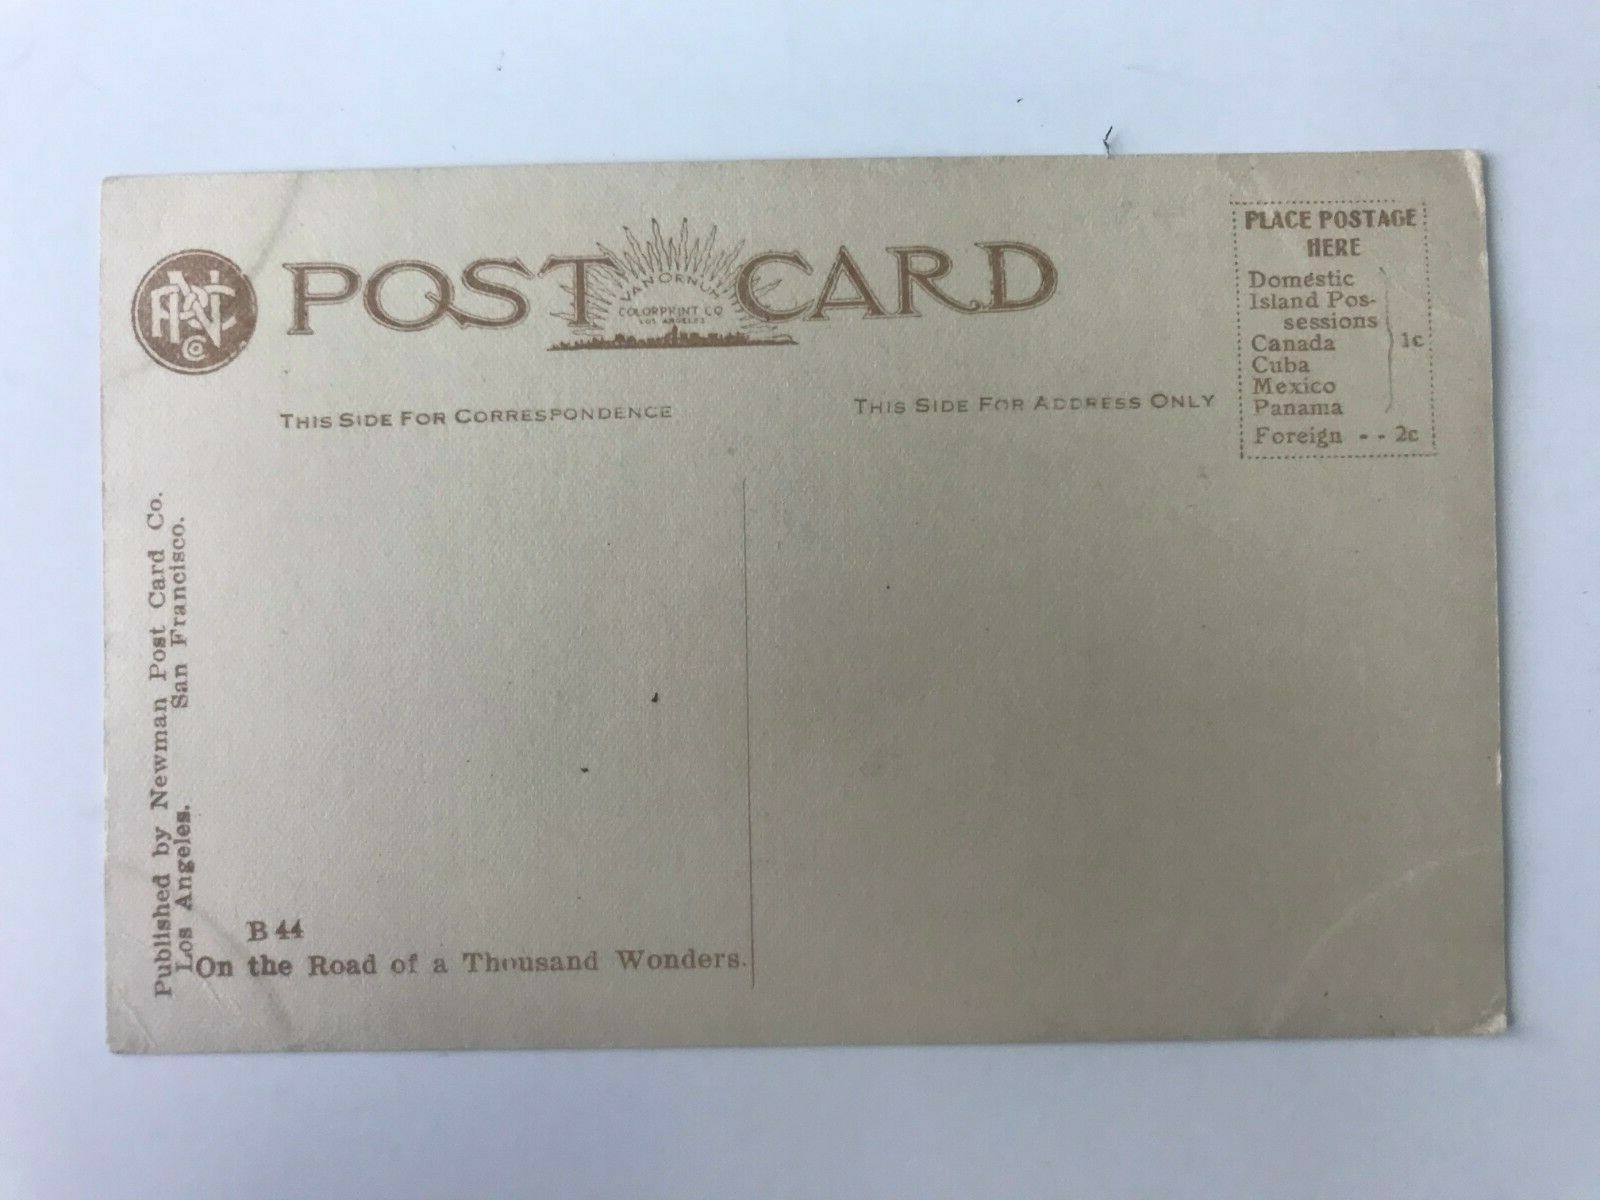 POST CARD
VAN ORNUM
COLORPRINT CO
LOS ANGELES
PLACE POSTAGE
HERE
Domestic
Island Pos-
sessions
Canada
Cuba
Mexico
Panama
1c
Foreign - - 2c
THIS SIDE FOR CORRESPONDENCE
THIS SIDE FOR ADDRESS ONLY
Published by Newman Post Card Co.
Los Angeles. San Francisco.
B 44
On the Road of a Thousand Wonders.